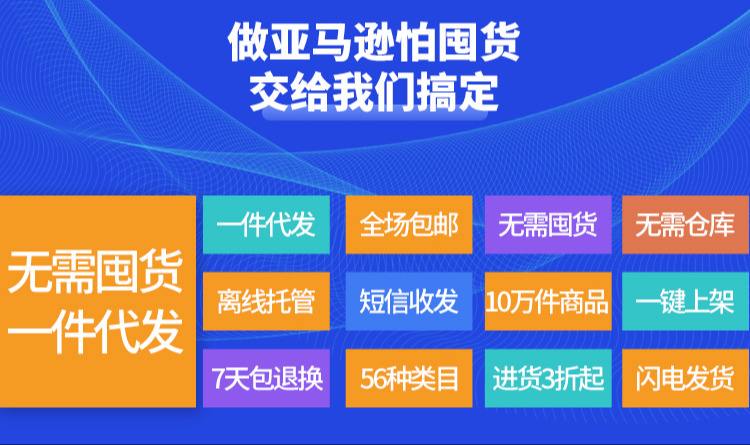 做亚马逊怕囤货
交给我们搞定
无需囤货
一件代发
一件代发
全场包邮
无需囤货
无需仓库
离线托管
短信收发
10万件商品
一键上架
7天包退换
56种类目
进货3折起
闪电发货